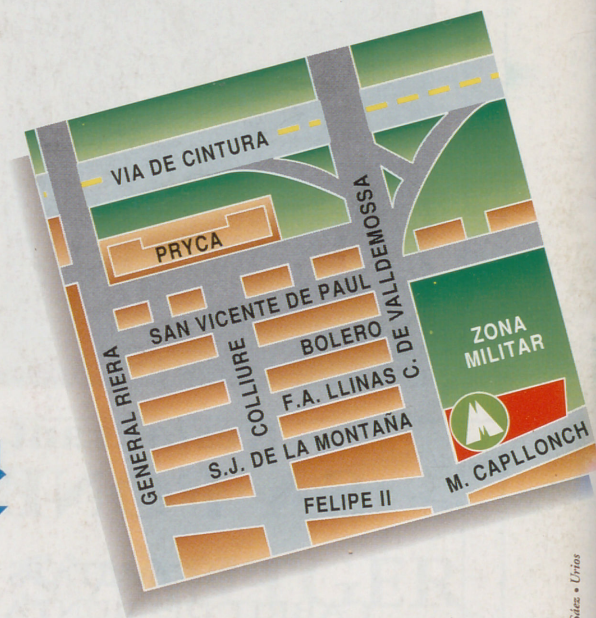 VIA DE CINTURA
PRYCA
C. DE VALLDEMOSSA
SAN VICENTE DE PAUL
BOLERO
ZONA
MILITAR
GENERAL RIERA
COLLIURE
F.A. LLINAS
S.J. DE LA MONTAÑA
M. CAPLLONCH
FELIPE II
• Urios